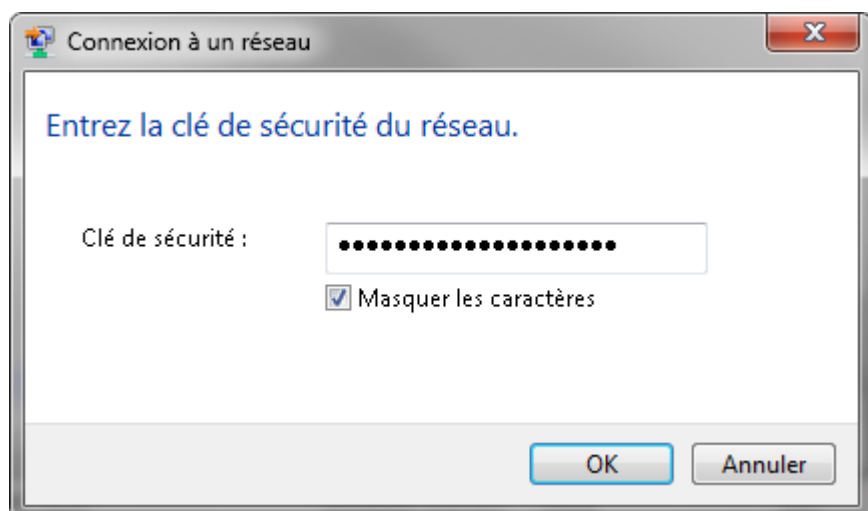 Connexion à un réseau
Entrez la clé de sécurité du réseau.
Clé de sécurité : ••••••••••••••••••••
Masquer les caractères
OK Annuler